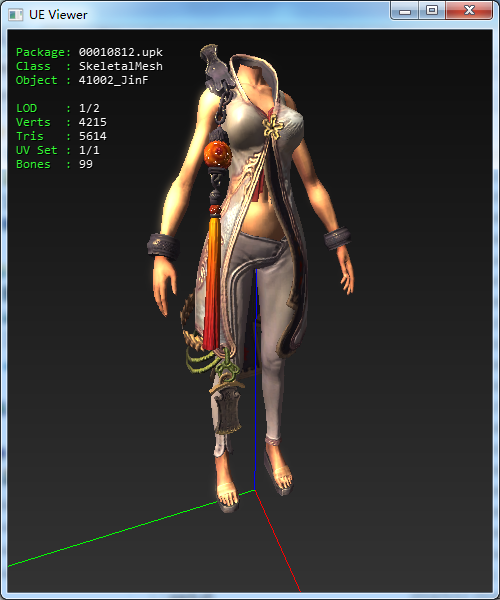 UE Viewer
Package: 00010812.upk
Class  : SkeletalMesh
Object : 41002_JinF
LOD    : 1/2
Verts  : 4215
Tris   : 5614
UV Set : 1/1
Bones  : 99